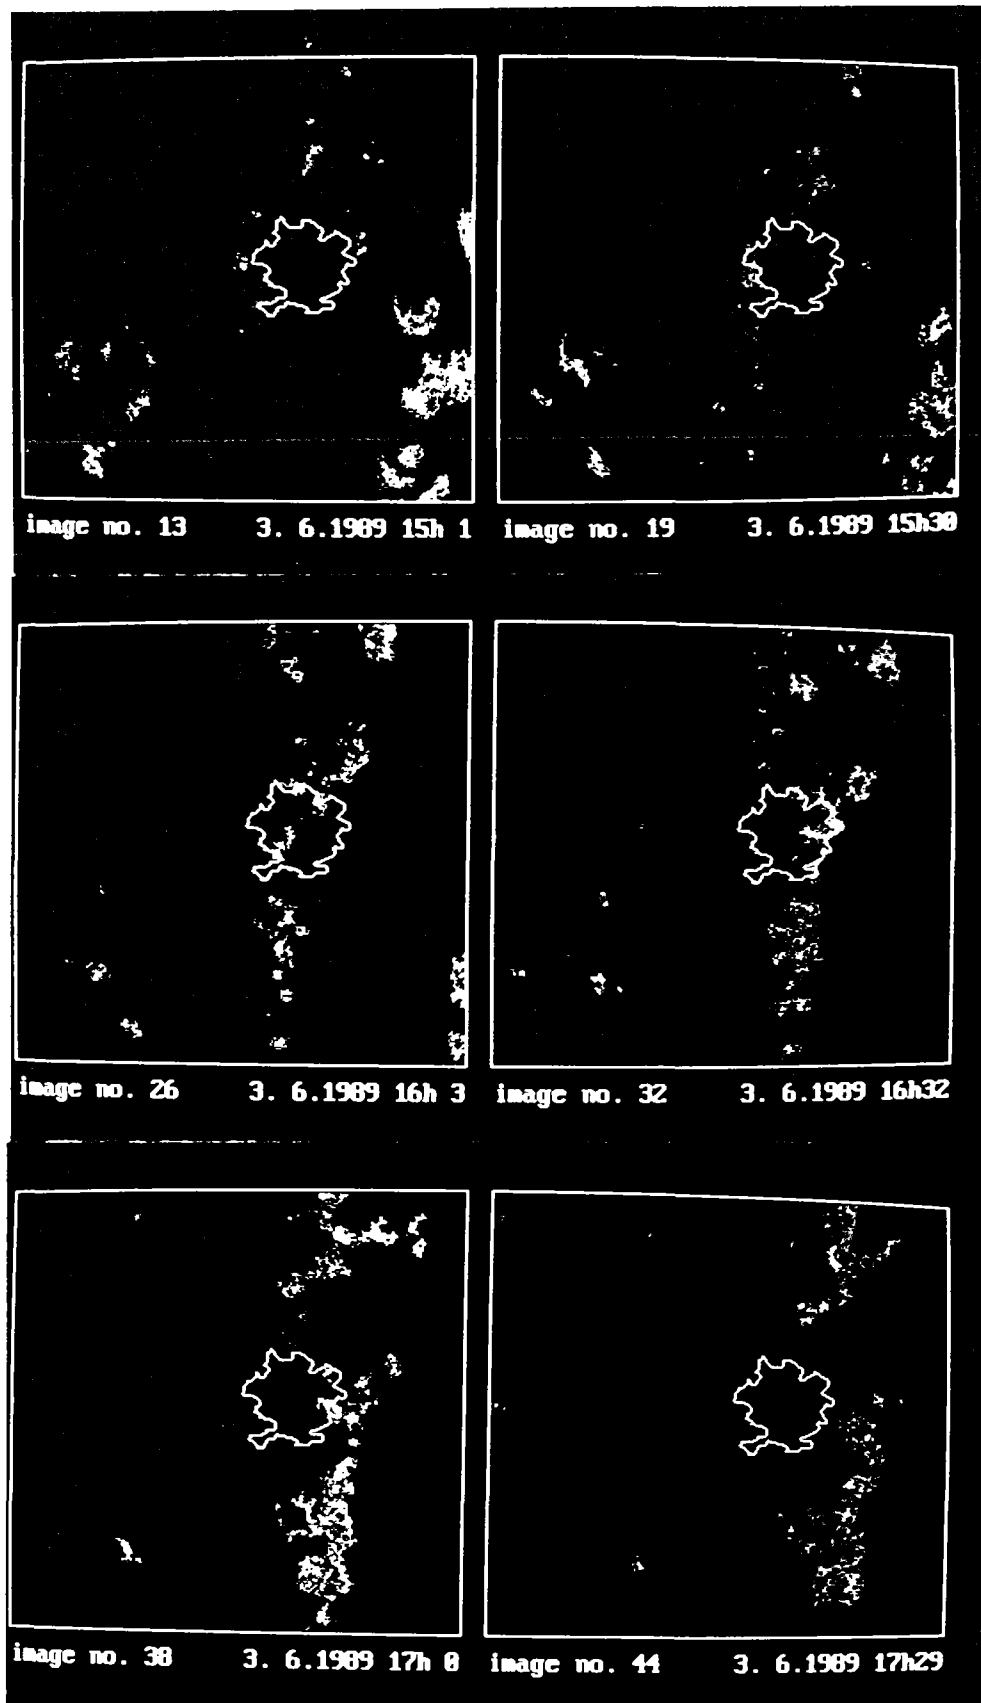 image no. 13 3. 6.1989 15h 1
image no. 19 3. 6.1989 15h30
image no. 26 3. 6.1989 16h 3
image no. 32 3. 6.1989 16h32
image no. 38 3. 6.1989 17h 0
image no. 44 3. 6.1989 17h29